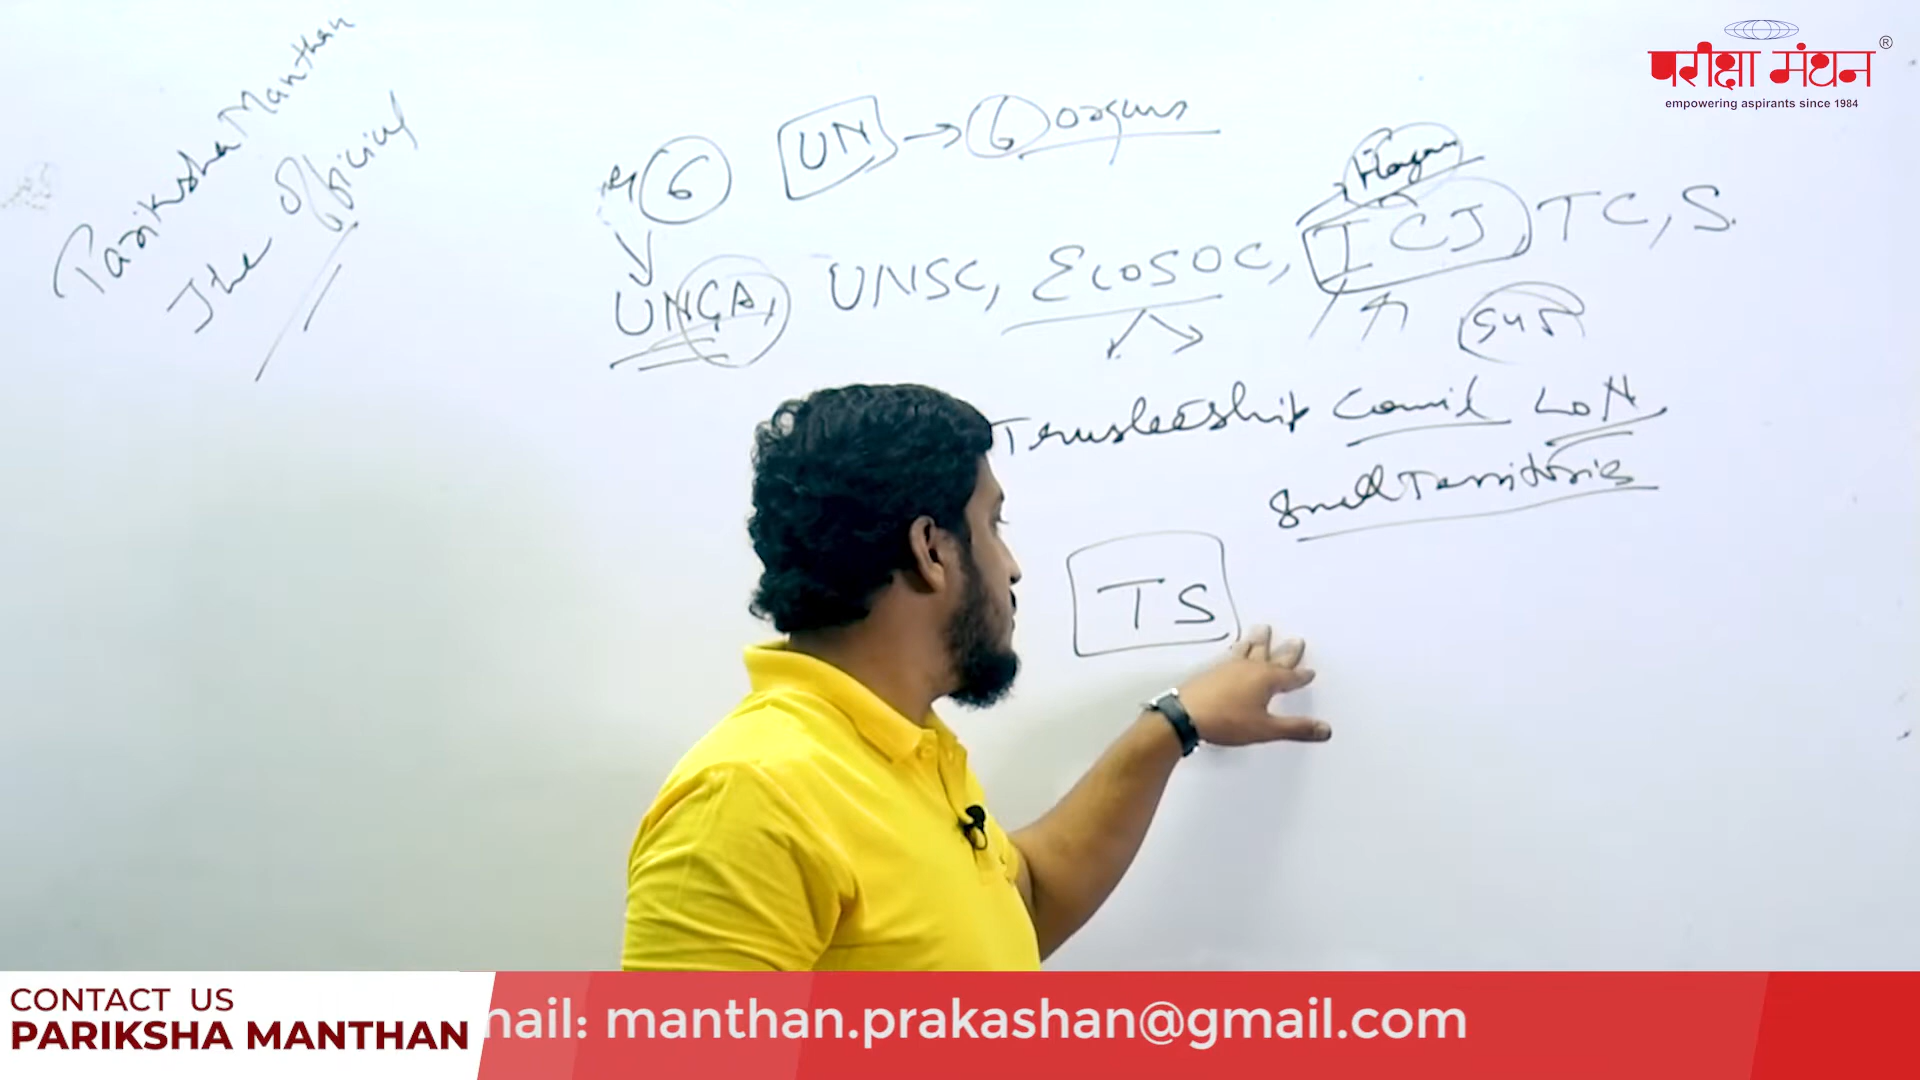 Pariksha Manthan
The Official
6 UN → 6 organs
Hague
UNGA, UNSC, ECOSOC, ICJ TC, S.
Trusteeship Council LON
Small Territories
TS
परीक्षा मंथन ®
empowering aspirants since 1984
CONTACT US
PARIKSHA MANTHAN
mail: manthan.prakashan@gmail.com